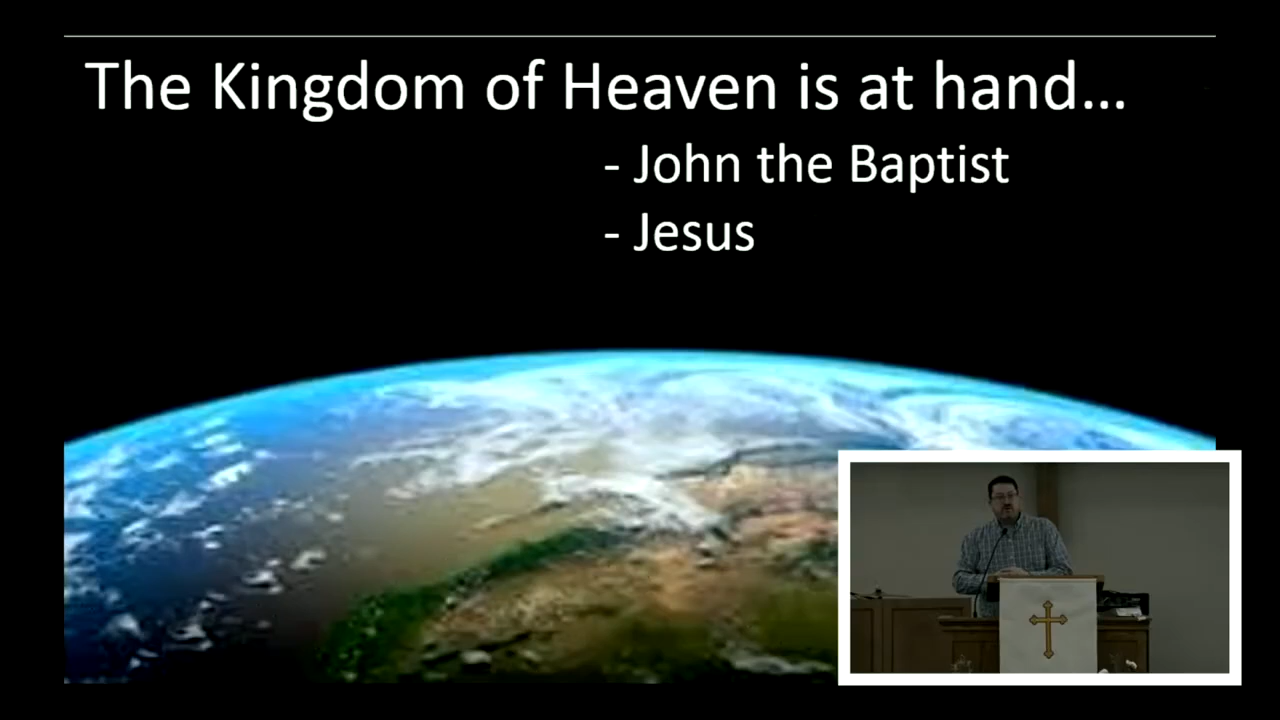 The Kingdom of Heaven is at hand...
- John the Baptist
- Jesus